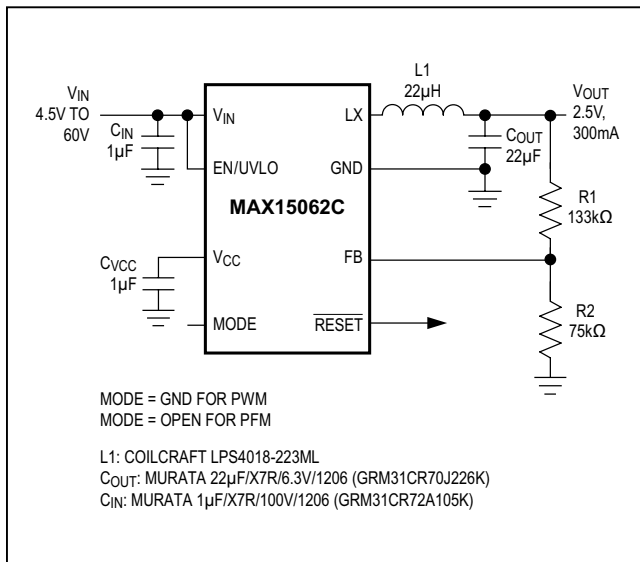 VIN
4.5V TO
60V
CIN
1µF
VIN
EN/UVLO
MAX15062C
LX
GND
L1
22µH
COUT
22µF
VOUT
2.5V,
300mA
R1
133kΩ
CVCC
1µF
VCC
FB
MODE
RESET
R2
75kΩ
MODE = GND FOR PWM
MODE = OPEN FOR PFM
L1: COILCRAFT LPS4018-223ML
COUT: MURATA 22µF/X7R/6.3V/1206 (GRM31CR70J226K)
CIN: MURATA 1µF/X7R/100V/1206 (GRM31CR72A105K)